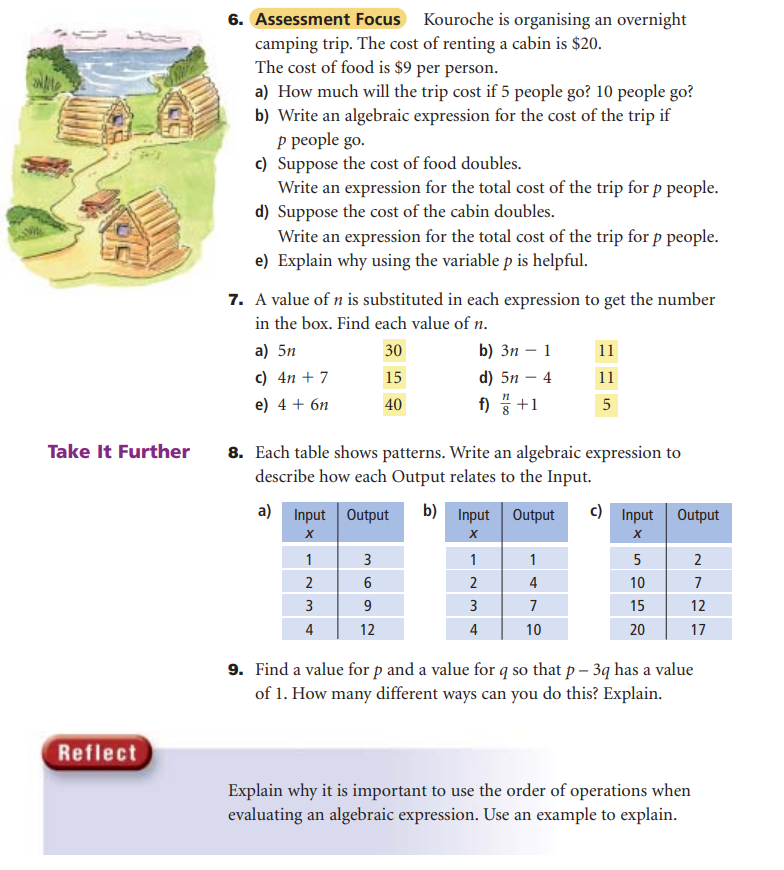 6. Assessment Focus Kouroche is organising an overnight
camping trip. The cost of renting a cabin is $20.
The cost of food is $9 per person.
a) How much will the trip cost if 5 people go? 10 people go?
b) Write an algebraic expression for the cost of the trip if
p people go.
c) Suppose the cost of food doubles.
Write an expression for the total cost of the trip for p people.
d) Suppose the cost of the cabin doubles.
Write an expression for the total cost of the trip for p people.
e) Explain why using the variable p is helpful.
7. A value of n is substituted in each expression to get the number
in the box. Find each value of n.
a) 5n 30 b) 3n − 1 11
c) 4n + 7 15 d) 5n − 4 11
e) 4 + 6n 40 f) n/8 +1 5
Take It Further 8. Each table shows patterns. Write an algebraic expression to
describe how each Output relates to the Input.
a) Input Output b) Input Output c) Input Output
x x x
1 3 1 1 5 2
2 6 2 4 10 7
3 9 3 7 15 12
4 12 4 10 20 17
9. Find a value for p and a value for q so that p – 3q has a value
of 1. How many different ways can you do this? Explain.
Reflect
Explain why it is important to use the order of operations when
evaluating an algebraic expression. Use an example to explain.